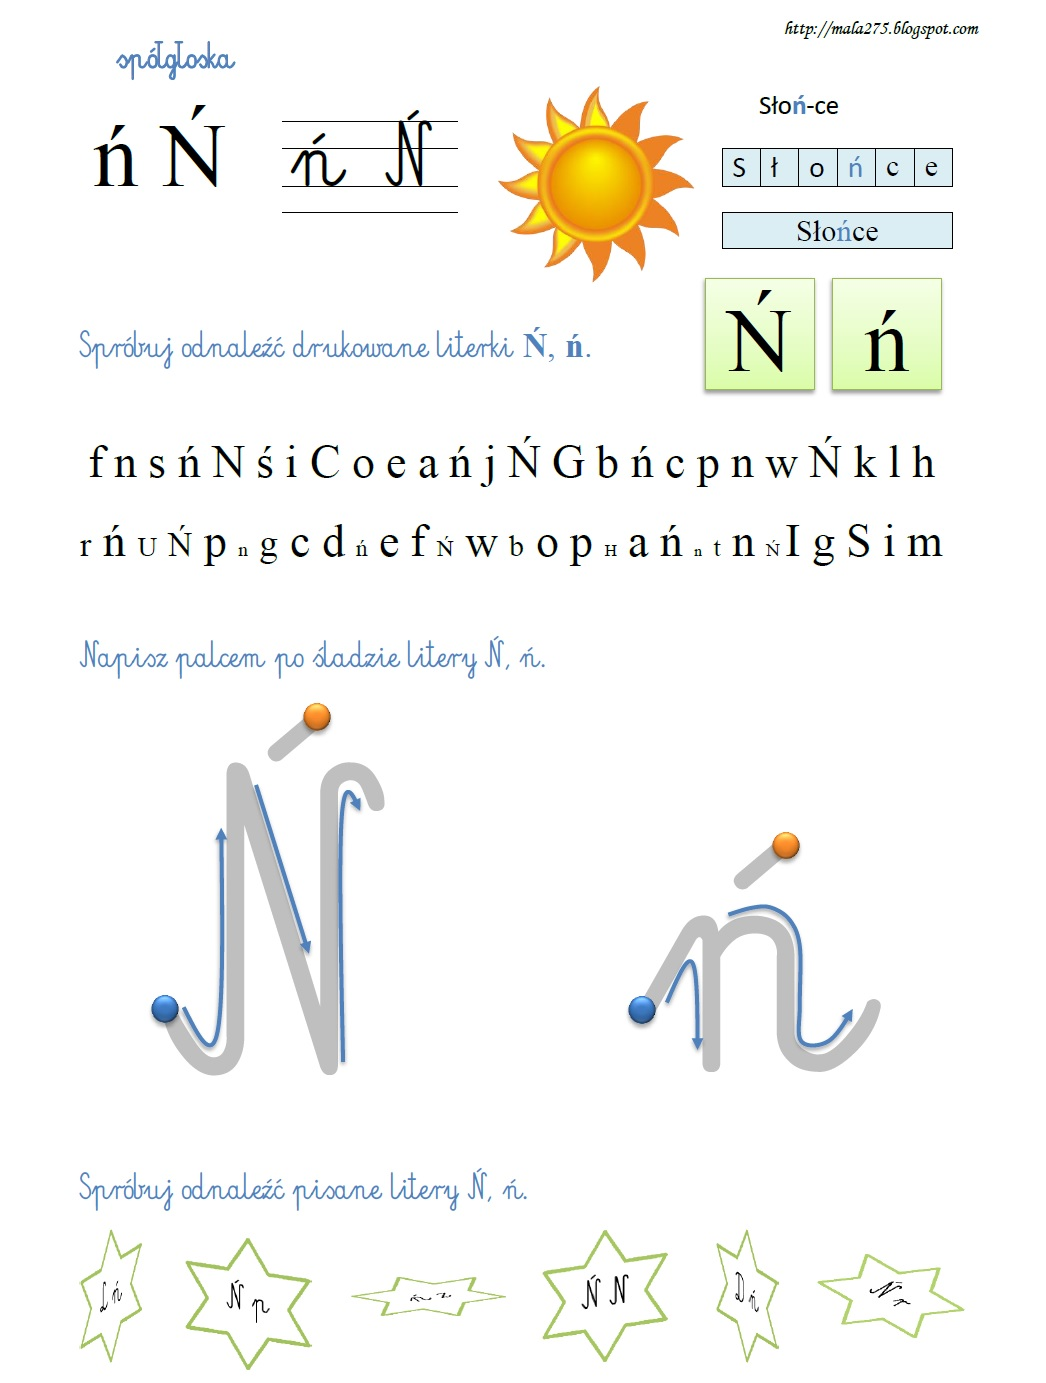 http://mala275.blogspot.com
spółgłoska
ń Ń
ń Ń
Słoń-ce
S ł o ń c e
Słońce
Ń ń
Spróbuj odnaleźć drukowane literki Ń, ń.
f n s ń N ś i C o e a ń j Ń G b ń c p n w Ń k l h
r ń U Ń p n g c d ń e f Ń w b o p H a ń n t n Ń I g S i m
Napisz palcem po śladzie litery Ń, ń.
Ń ń
Spróbuj odnaleźć pisane litery Ń, ń.
Ł ń
Ń p
Ń N
D ń